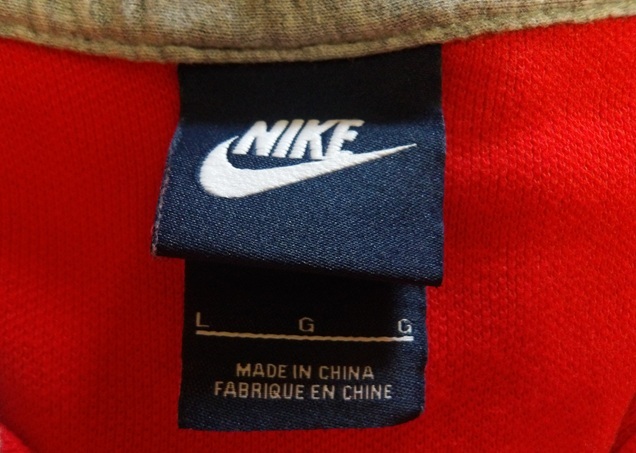 NIKE
L G G
MADE IN CHINA
FABRIQUE EN CHINE